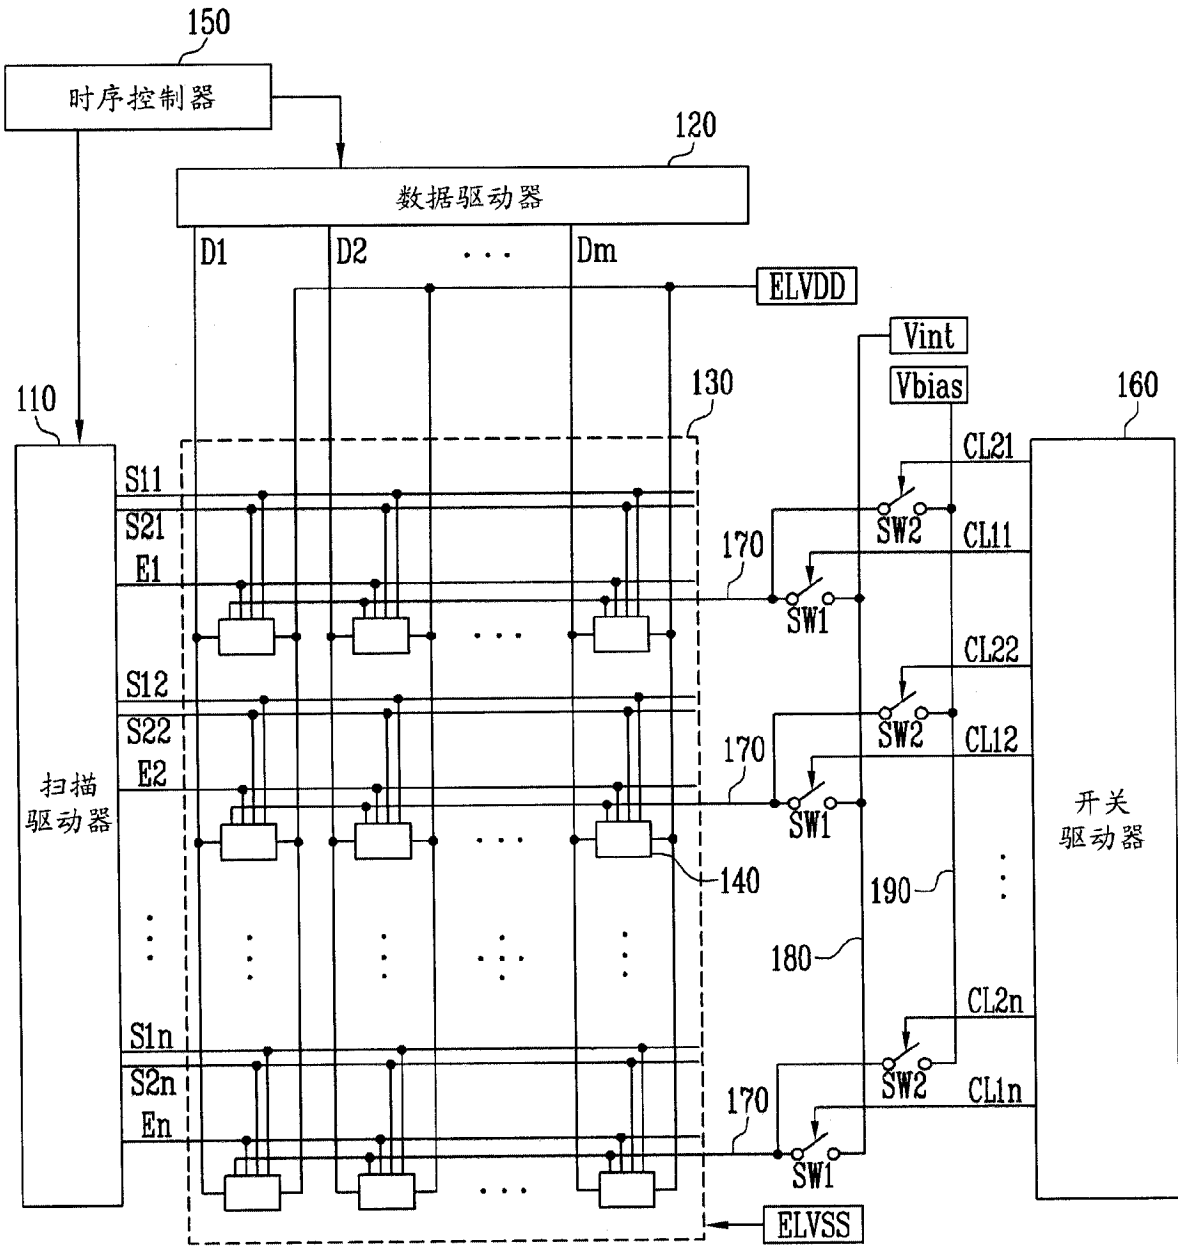 150
时序控制器
120
数据驱动器
D1 D2 ... Dm
ELVDD
Vint
Vbias
110
130
160
S11
S21
E1
CL21
SW2
CL11
170
SW1
S12
S22
E2
CL22
SW2
CL12
170
SW1
扫描
驱动器
开关
驱动器
140
190
180
S1n
S2n
En
CL2n
SW2
CL1n
170
SW1
ELVSS